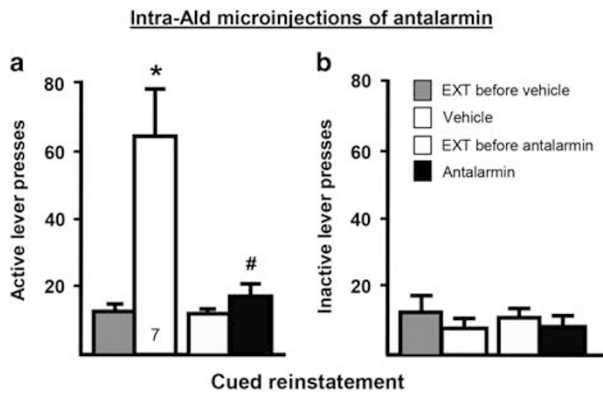 Intra-AId microinjections of antalarmin
a
b
Active lever presses
80
60
40
20
*
#
7
Inactive lever presses
80
60
40
20
EXT before vehicle
Vehicle
EXT before antalarmin
Antalarmin
Cued reinstatement